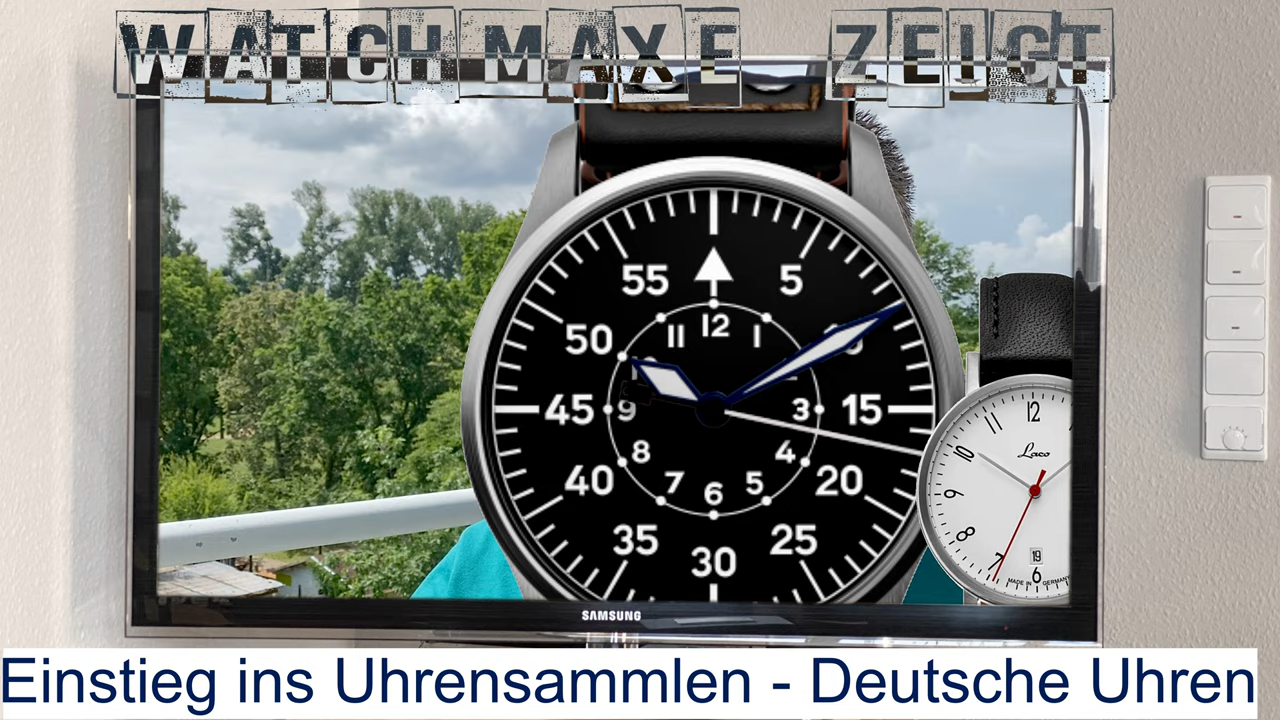 WATCHMAXE ZEIGT
55 5
50
11 12 1
45 9 3 15
8 4
40 7 6 5 20
35 25
30
11 12
10
Laco
9
8
19
7 6
MADE IN GERMANY
SAMSUNG
Einstieg ins Uhrensammlen - Deutsche Uhren